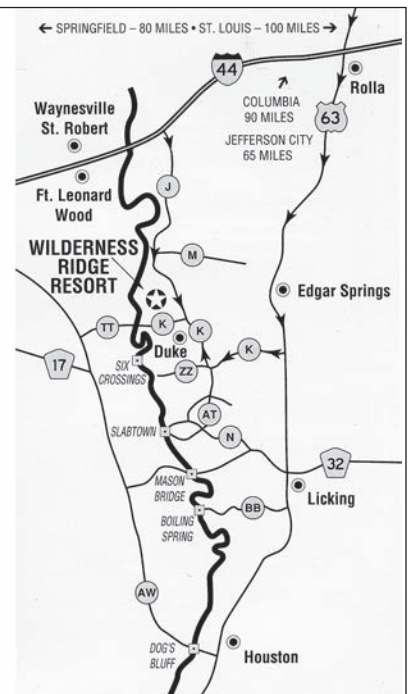 ← SPRINGFIELD – 80 MILES • ST. LOUIS – 100 MILES →
44
Rolla
COLUMBIA
90 MILES
63
Waynesville
St. Robert
JEFFERSON CITY
65 MILES
Ft. Leonard
Wood
J
WILDERNESS
RIDGE
RESORT
M
Edgar Springs
TT
K
K
Duke
K
17
SIX
CROSSINGS
ZZ
AT
SLABTOWN
N
32
MASON
BRIDGE
Licking
BOILING
SPRING
BB
AW
DOG'S
BLUFF
Houston